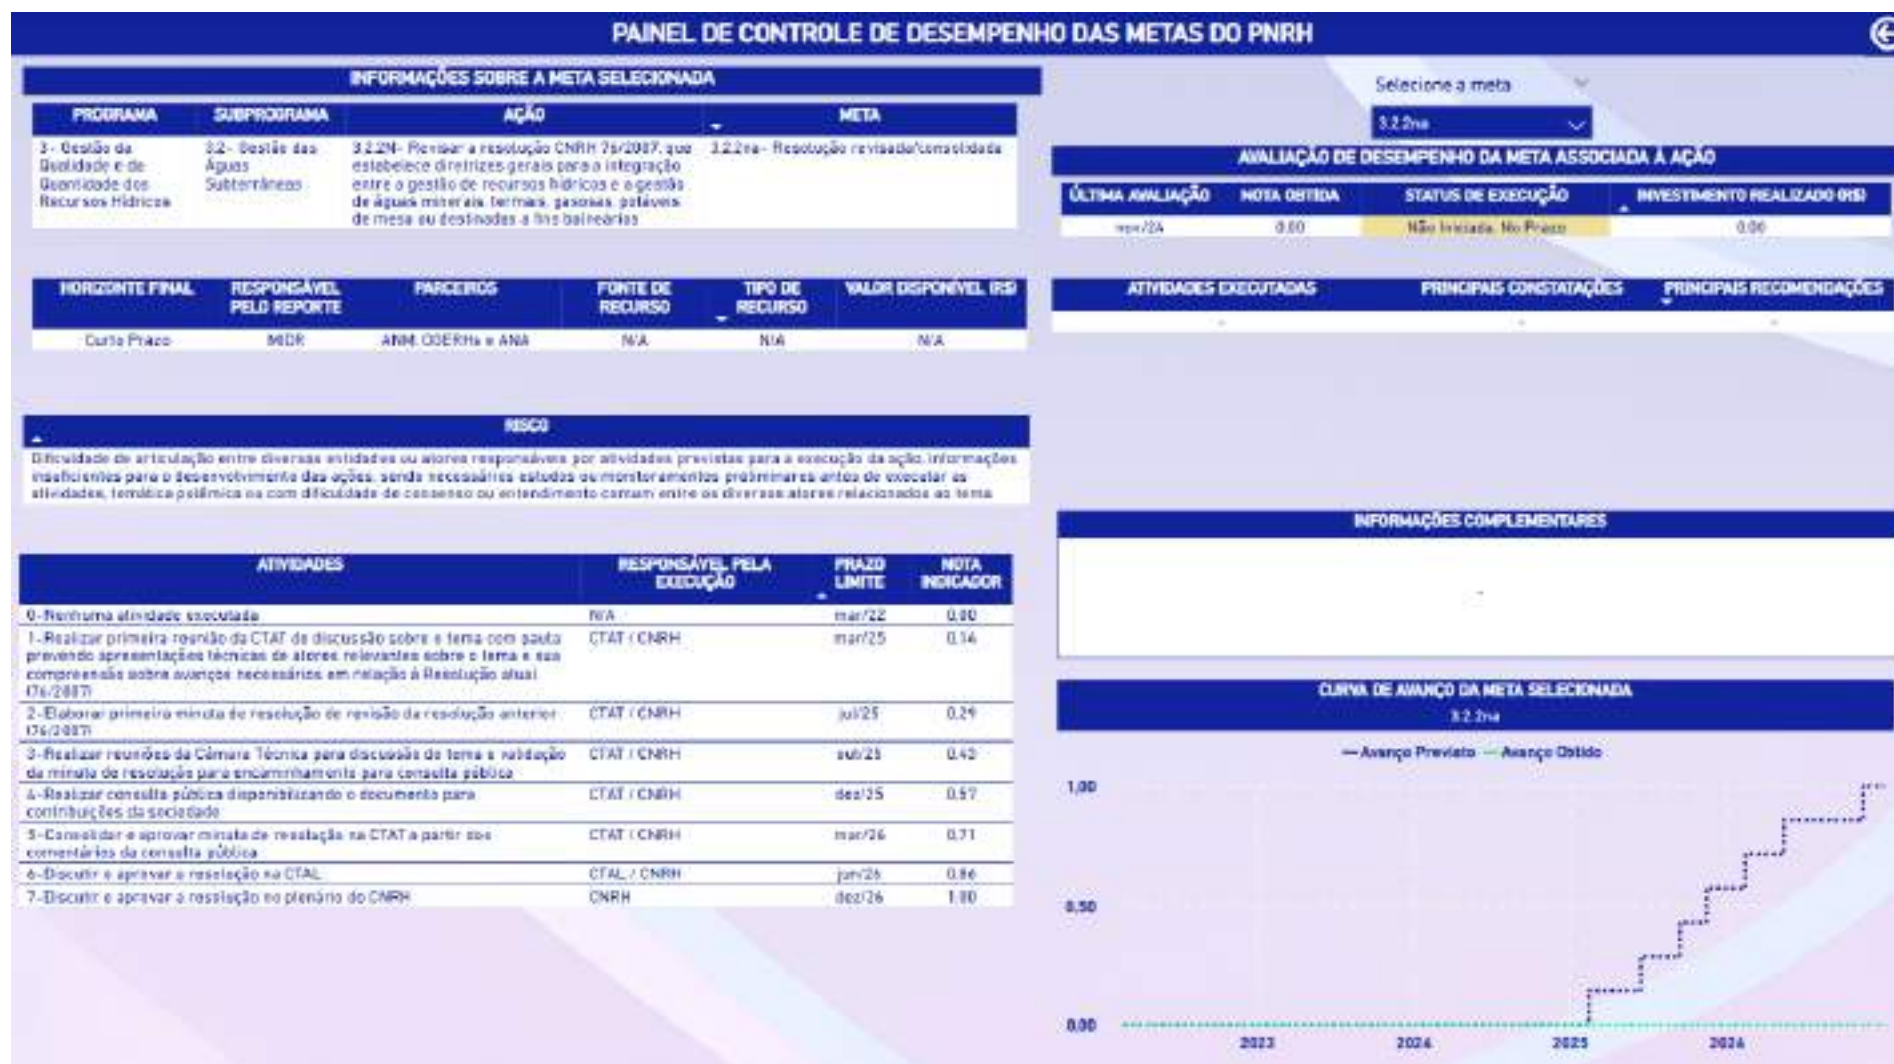 PAINEL DE CONTROLE DE DESEMPENHO DAS METAS DO PNRH
INFORMAÇÕES SOBRE A META SELECIONADA
PROGRAMA SUBPROGRAMA AÇÃO META
3- Gestão da Qualidade e de Quantidade dos Recursos Hídricos
3.2- Gestão das Águas Subterrâneas
3.2.2N- Revisar a resolução CNRH 76/2007, que
estabelece diretrizes gerais para a integração
entre a gestão de recursos hídricos e a gestão
de águas minerais, termais, gasosas, potáveis
de mesa ou destinadas a fins balneários
3.2.2na- Resolução revisada/consolidada
HORIZONTE FINAL RESPONSÁVEL PELO REPORTE PARCEIROS FONTE DE RECURSO TIPO DE RECURSO VALOR DISPONÍVEL (R$)
Curto Prazo MIDR ANM, OGERHs e ANA N/A N/A N/A
RISCO
Dificuldade de articulação entre diversas entidades ou atores responsáveis por atividades previstas para a execução da ação, informações
insuficientes para o desenvolvimento das ações, sendo necessários estudos ou monitoramentos preliminares antes de executar as
atividades, temática polêmica ou com dificuldade de consenso ou entendimento comum entre os diversos atores relacionados ao tema
ATIVIDADES RESPONSÁVEL PELA EXECUÇÃO PRAZO LIMITE NOTA INDICADOR
0-Nenhuma atividade executada N/A mar/22 0,00
1-Realizar primeira reunião da CTAT de discussão sobre o tema com pauta CTAT / CNRH mar/25 0,14
prevendo apresentações técnicas de atores relevantes sobre o tema e sua
compreensão sobre avanços necessários em relação à Resolução atual
(76/2007)
2-Elaborar primeira minuta de resolução de revisão da resolução anterior CTAT / CNRH jul/25 0,29
(76/2007)
3-Realizar reuniões da Câmara Técnica para discussão do tema e validação CTAT / CNRH out/25 0,43
da minuta de resolução para encaminhamento para consulta pública
4-Realizar consulta pública disponibilizando o documento para CTAT / CNRH dez/25 0,57
contribuições da sociedade
5-Consolidar e aprovar minuta de resolução na CTAT a partir dos CTAT / CNRH mar/26 0,71
comentários da consulta pública
6-Discutir e aprovar a resolução na CTAL CTAL / CNRH jun/26 0,86
7-Discutir e aprovar a resolução no plenário do CNRH CNRH dez/26 1,00
Selecione a meta
3.2.2na
AVALIAÇÃO DE DESEMPENHO DA META ASSOCIADA À AÇÃO
ÚLTIMA AVALIAÇÃO NOTA OBTIDA STATUS DE EXECUÇÃO INVESTIMENTO REALIZADO (R$)
nov/24 0,00 Não Iniciada, No Prazo 0,00
ATIVIDADES EXECUTADAS PRINCIPAIS CONSTATAÇÕES PRINCIPAIS RECOMENDAÇÕES
- - -
INFORMAÇÕES COMPLEMENTARES
-
CURVA DE AVANÇO DA META SELECIONADA
3.2.2na
Avanço Previsto Avanço Obtido
1,00
0,50
0,00
2023 2024 2025 2026